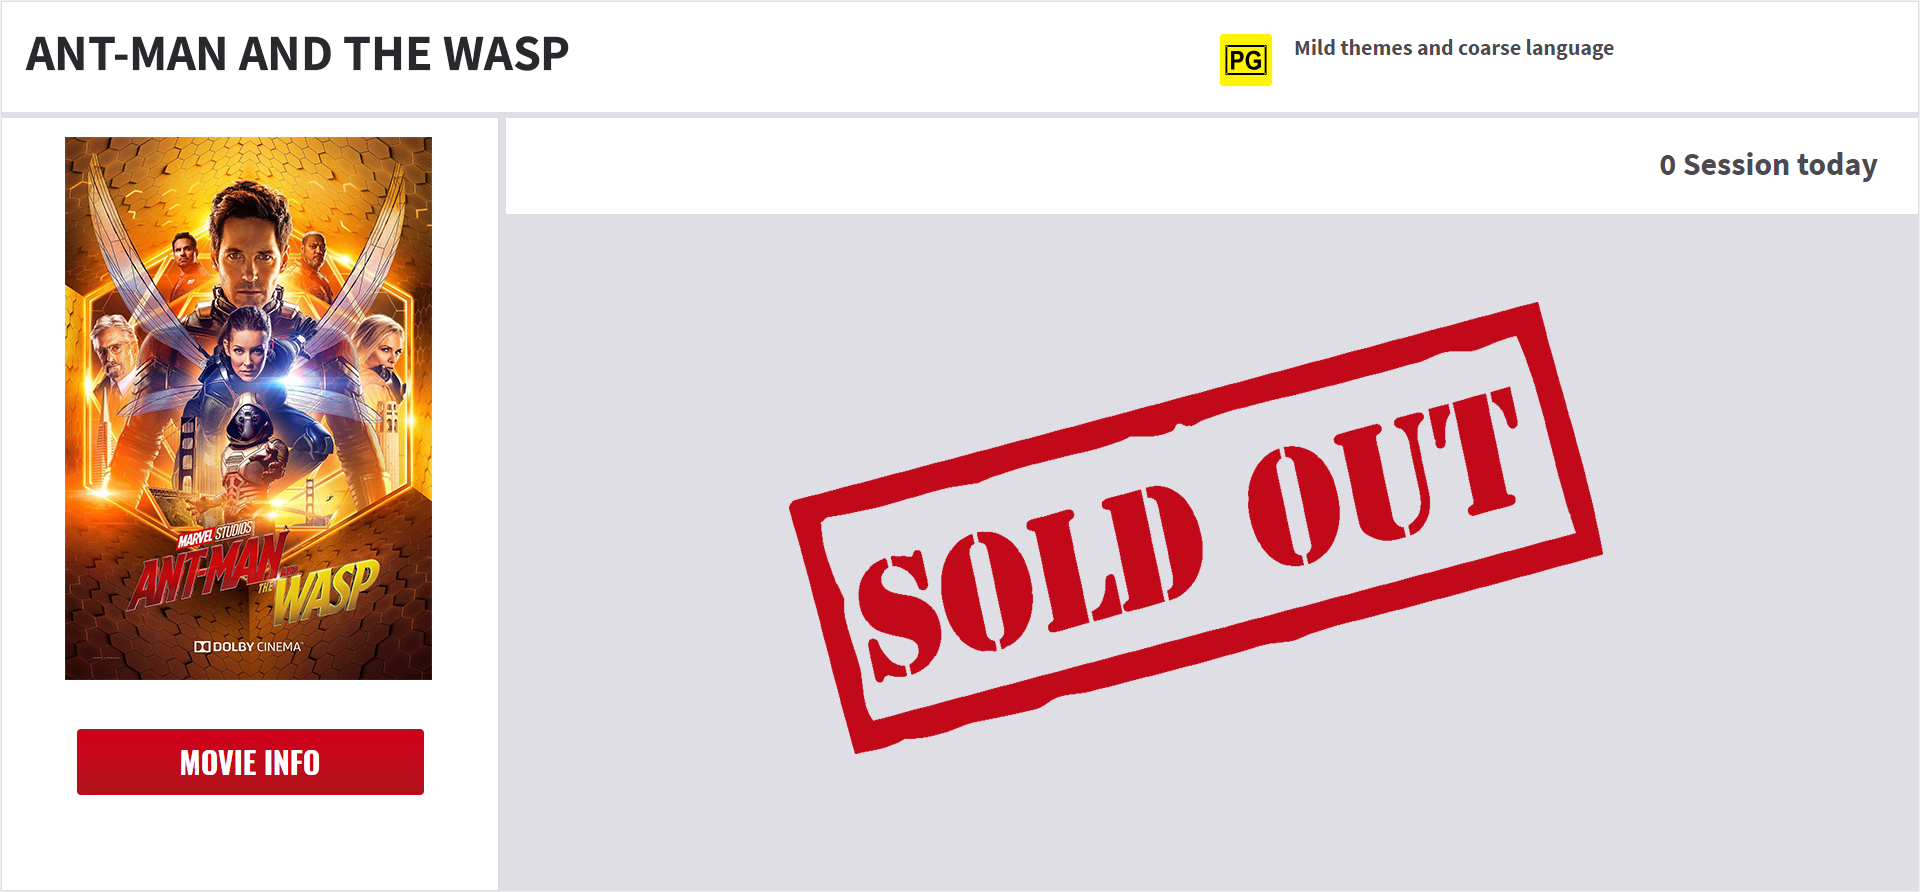 ANT-MAN AND THE WASP
PG
Mild themes and coarse language
0 Session today
MARVEL STUDIOS
ANT-MAN AND
THE WASP
DOLBY CINEMA
MOVIE INFO
SOLD OUT